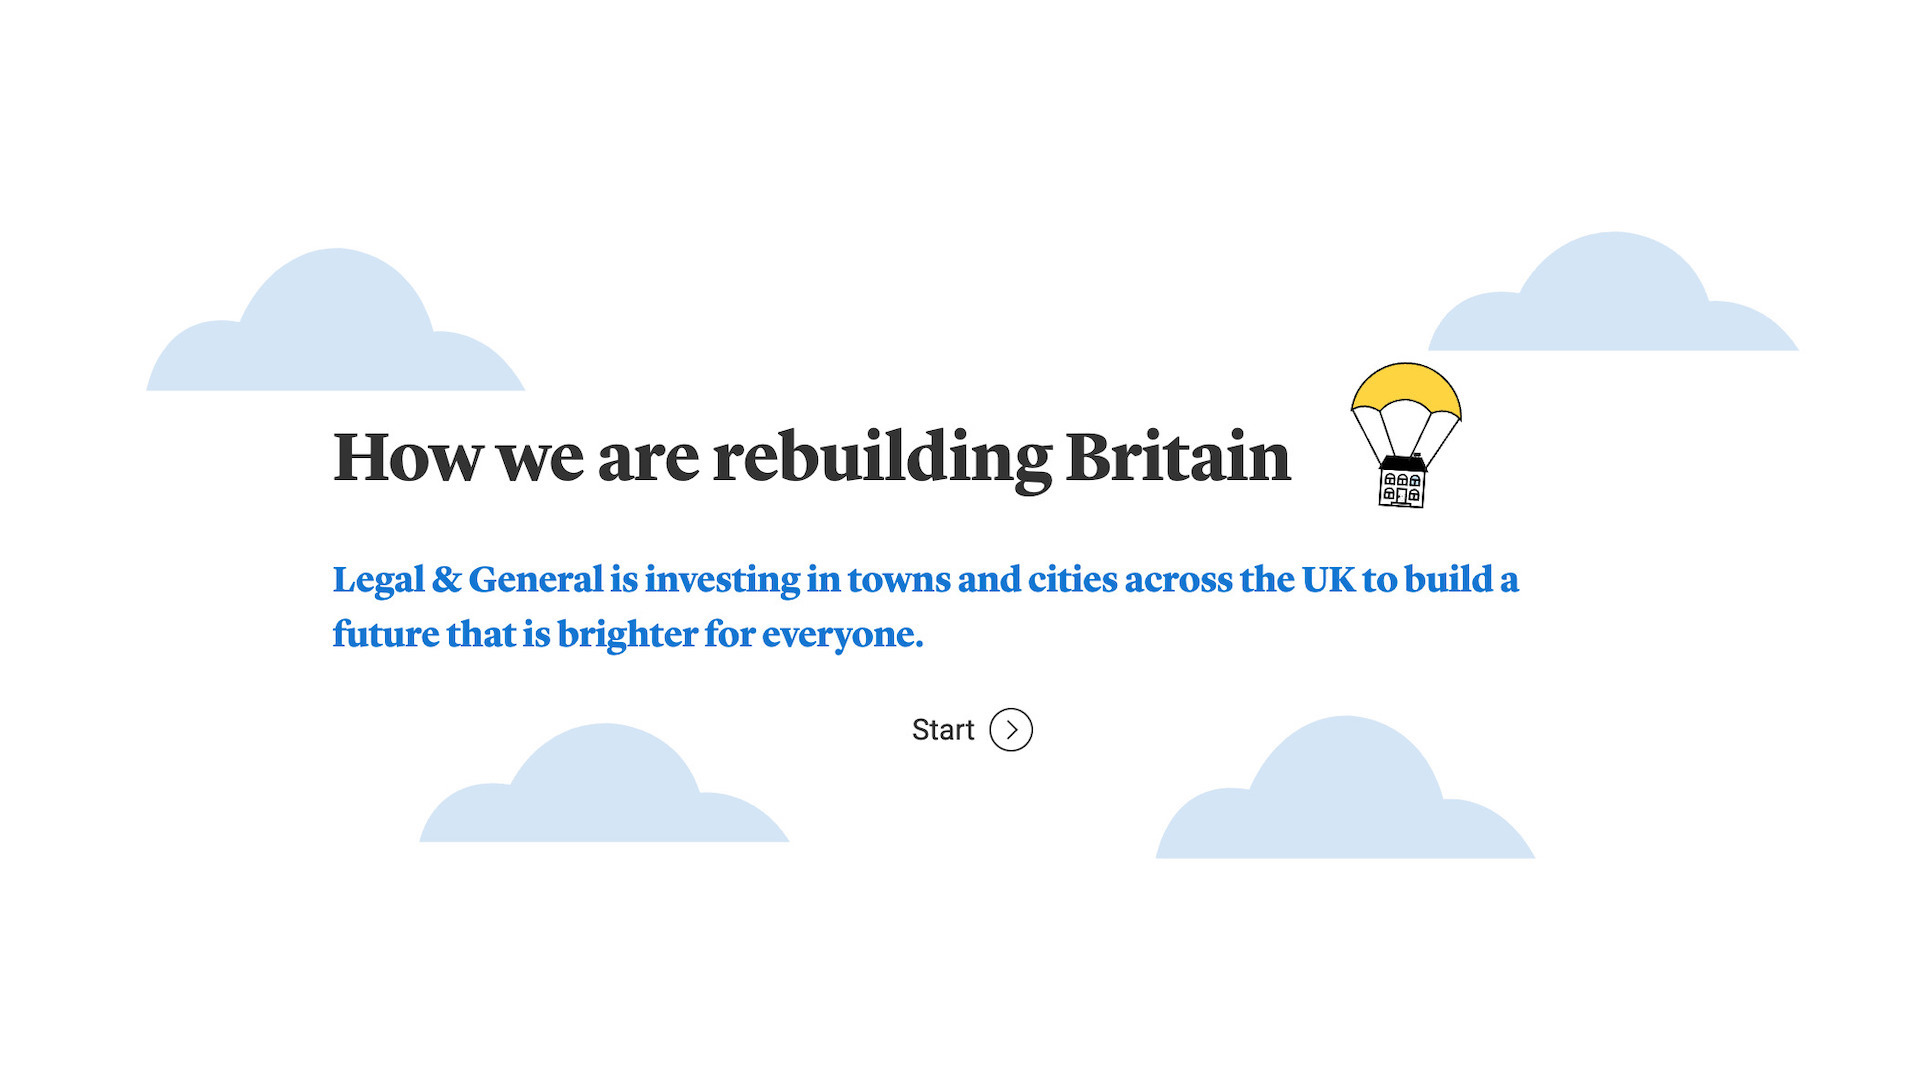 How we are rebuilding Britain
Legal & General is investing in towns and cities across the UK to build a
future that is brighter for everyone.
Start